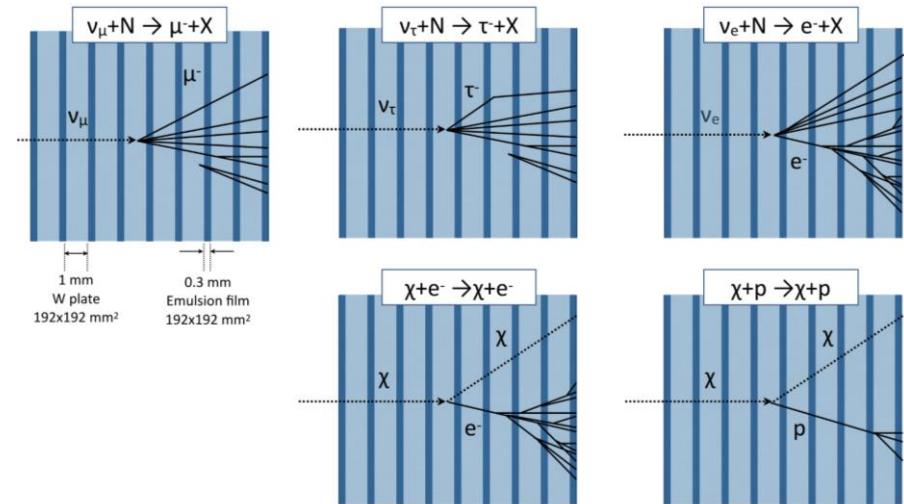 νμ+N → μ⁻+X
ντ+N → τ⁻+X
νe+N → e⁻+X
μ⁻
νμ
τ⁻
ντ
νe
e⁻
1 mm
W plate
192x192 mm²
0.3 mm
Emulsion film
192x192 mm²
χ+e⁻ →χ+e⁻
χ+p →χ+p
χ
χ
e⁻
χ
χ
p